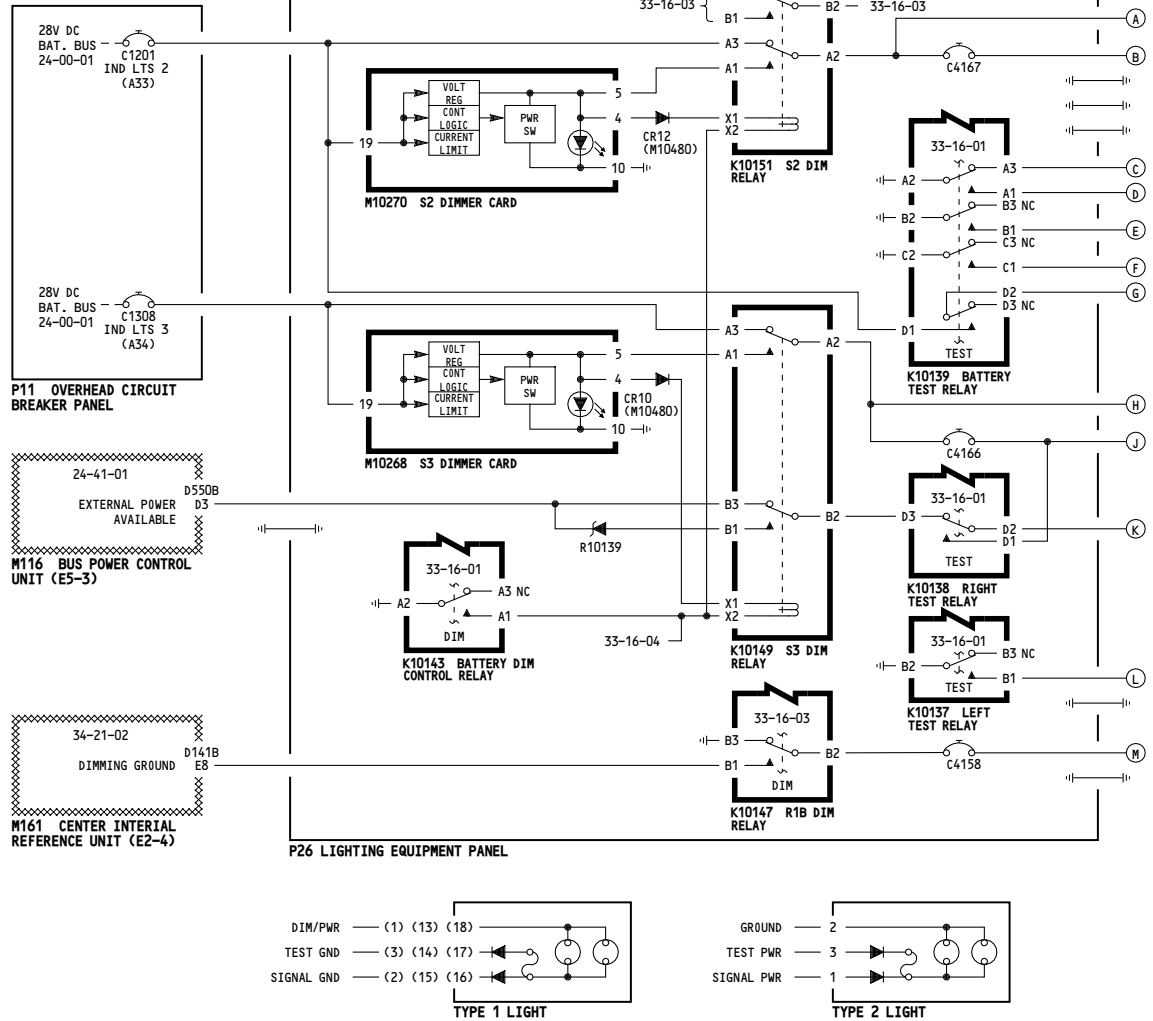 33-16-03
B1
B2
33-16-03
A
28V DC
BAT. BUS
24-00-01
C1201
IND LTS 2
(A33)
A3
A1
A2
C4167
B
VOLT
REG
CONT
LOGIC
CURRENT
LIMIT
PWR
SW
19
5
4
10
CR12
(M10480)
X1
X2
K10151 S2 DIM
RELAY
M10270 S2 DIMMER CARD
33-16-01
A2
A3
C
A1
D
B3 NC
B2
B1
E
C3 NC
C2
C1
F
D2
G
D3 NC
D1
TEST
K10139 BATTERY
TEST RELAY
28V DC
BAT. BUS
24-00-01
C1308
IND LTS 3
(A34)
P11 OVERHEAD CIRCUIT
BREAKER PANEL
VOLT
REG
CONT
LOGIC
CURRENT
LIMIT
PWR
SW
19
5
4
10
CR10
(M10480)
M10268 S3 DIMMER CARD
A3
A1
A2
H
C4166
J
24-41-01
EXTERNAL POWER
AVAILABLE
D550B
D3
M116 BUS POWER CONTROL
UNIT (E5-3)
R10139
B3
B1
B2
33-16-01
D3
D2
D1
K
TEST
K10138 RIGHT
TEST RELAY
33-16-01
A3 NC
A2
A1
DIM
K10143 BATTERY DIM
CONTROL RELAY
33-16-04
X1
X2
K10149 S3 DIM
RELAY
33-16-01
B3 NC
B2
B1
L
TEST
K10137 LEFT
TEST RELAY
34-21-02
DIMMING GROUND
D141B
E8
M161 CENTER INTERIAL
REFERENCE UNIT (E2-4)
33-16-03
B3
B1
B2
DIM
K10147 R1B DIM
RELAY
C4158
M
P26 LIGHTING EQUIPMENT PANEL
DIM/PWR (1) (13) (18)
TEST GND (3) (14) (17)
SIGNAL GND (2) (15) (16)
TYPE 1 LIGHT
GROUND 2
TEST PWR 3
SIGNAL PWR 1
TYPE 2 LIGHT